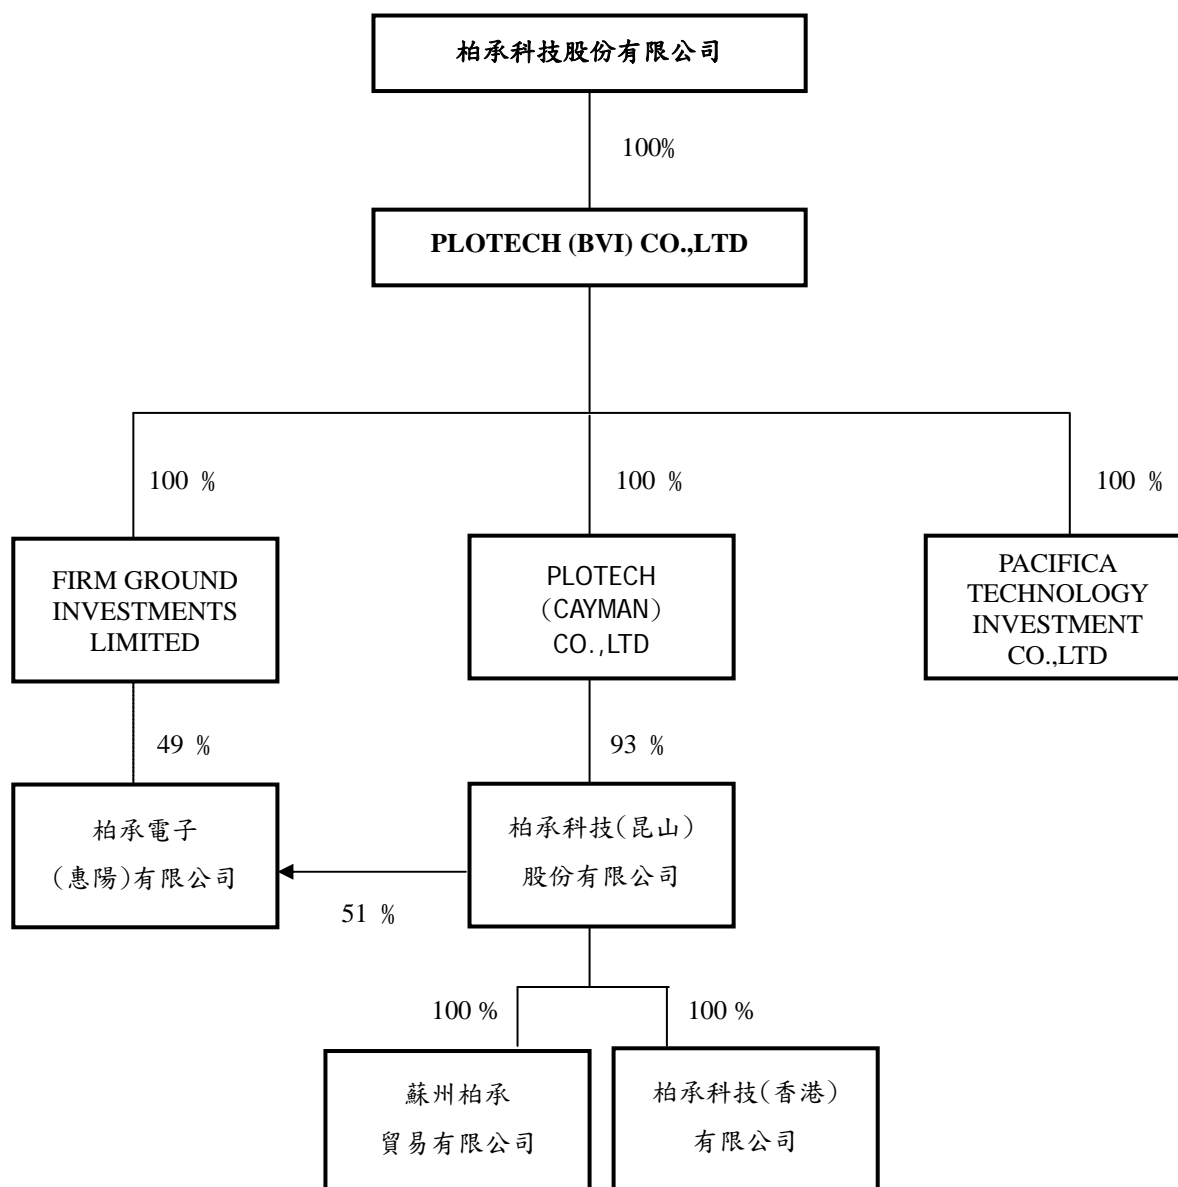 柏承科技股份有限公司
100%
PLOTECH (BVI) CO.,LTD
100 %
100 %
100 %
FIRM GROUND
INVESTMENTS
LIMITED
PLOTECH
(CAYMAN)
CO.,LTD
PACIFICA
TECHNOLOGY
INVESTMENT
CO.,LTD
49 %
93 %
柏承電子
(惠陽)有限公司
柏承科技(昆山)
股份有限公司
51 %
100 %
100 %
蘇州柏承
貿易有限公司
柏承科技(香港)
有限公司